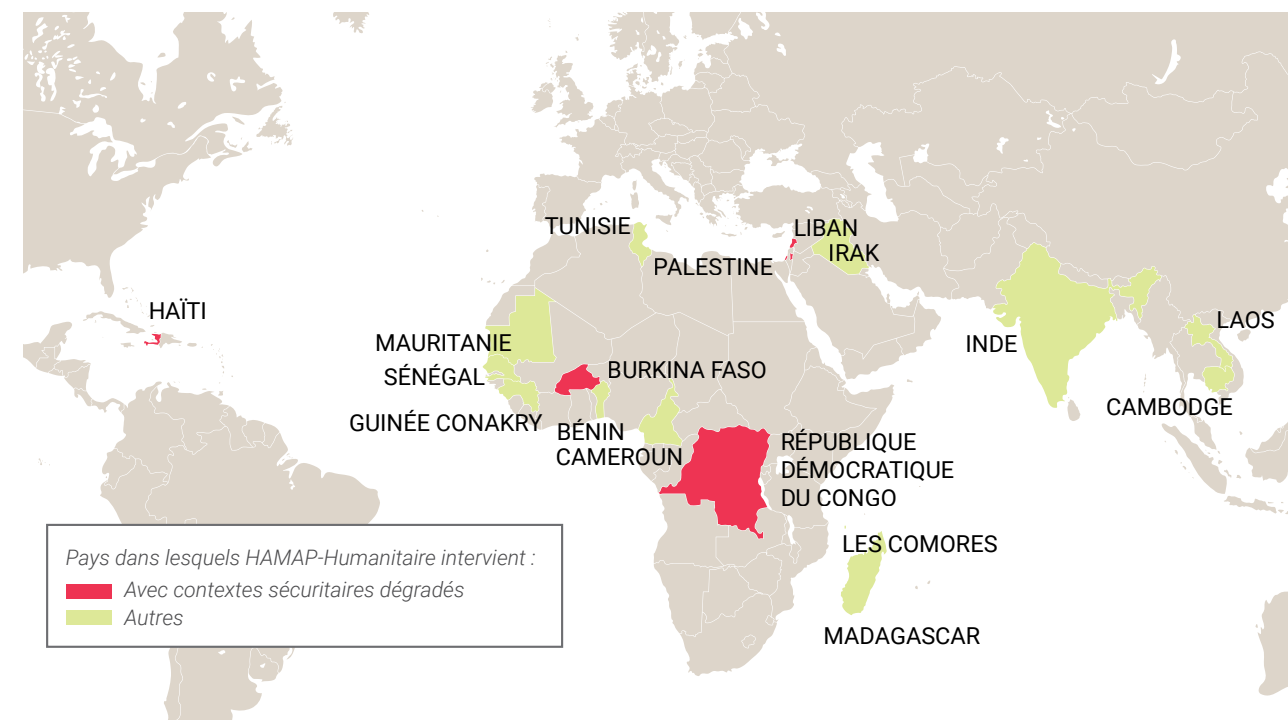 TUNISIE
LIBAN
IRAK
PALESTINE
HAÏTI
LAOS
MAURITANIE
INDE
SÉNÉGAL
BURKINA FASO
GUINÉE CONAKRY
BÉNIN
CAMBODGE
CAMEROUN
RÉPUBLIQUE
DÉMOCRATIQUE
DU CONGO
LES COMORES
MADAGASCAR
Pays dans lesquels HAMAP-Humanitaire intervient :
Avec contextes sécuritaires dégradés
Autres